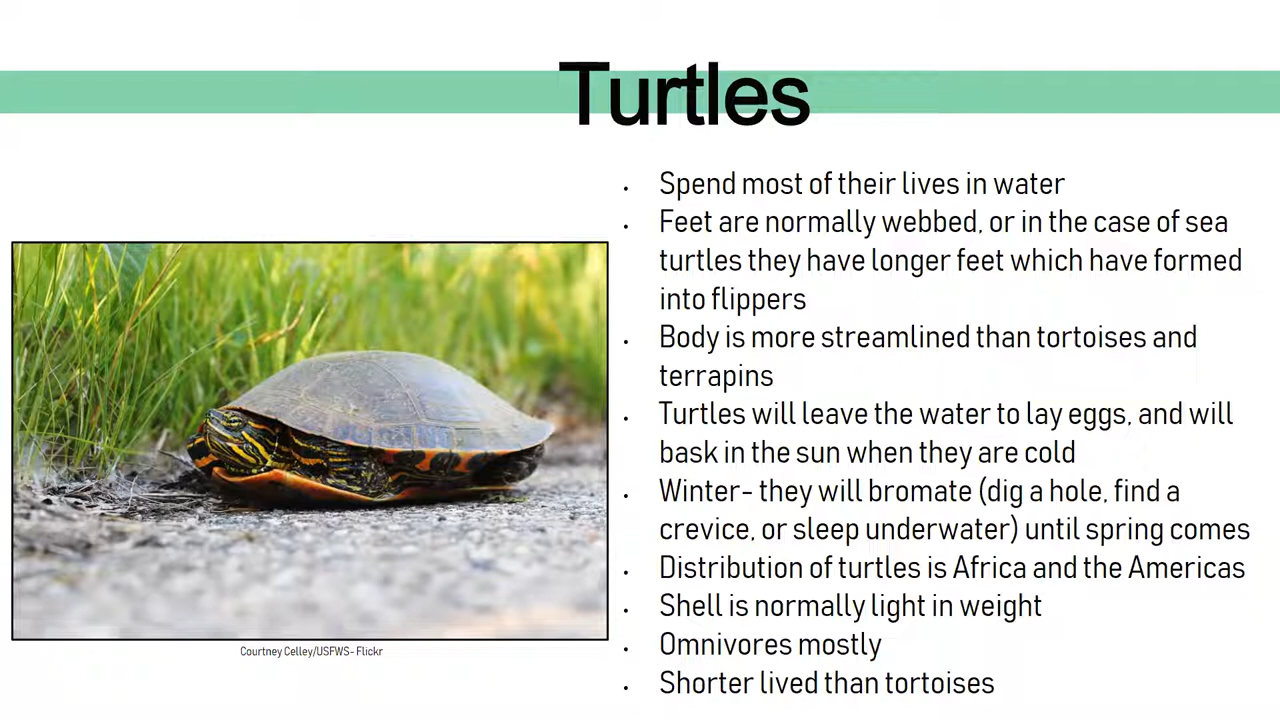 Turtles
Spend most of their lives in water
Feet are normally webbed, or in the case of sea
turtles they have longer feet which have formed
into flippers
Body is more streamlined than tortoises and
terrapins
Turtles will leave the water to lay eggs, and will
bask in the sun when they are cold
Winter- they will bromate (dig a hole, find a
crevice, or sleep underwater) until spring comes
Distribution of turtles is Africa and the Americas
Shell is normally light in weight
Omnivores mostly
Shorter lived than tortoises
Courtney Celley/USFWS- Flickr